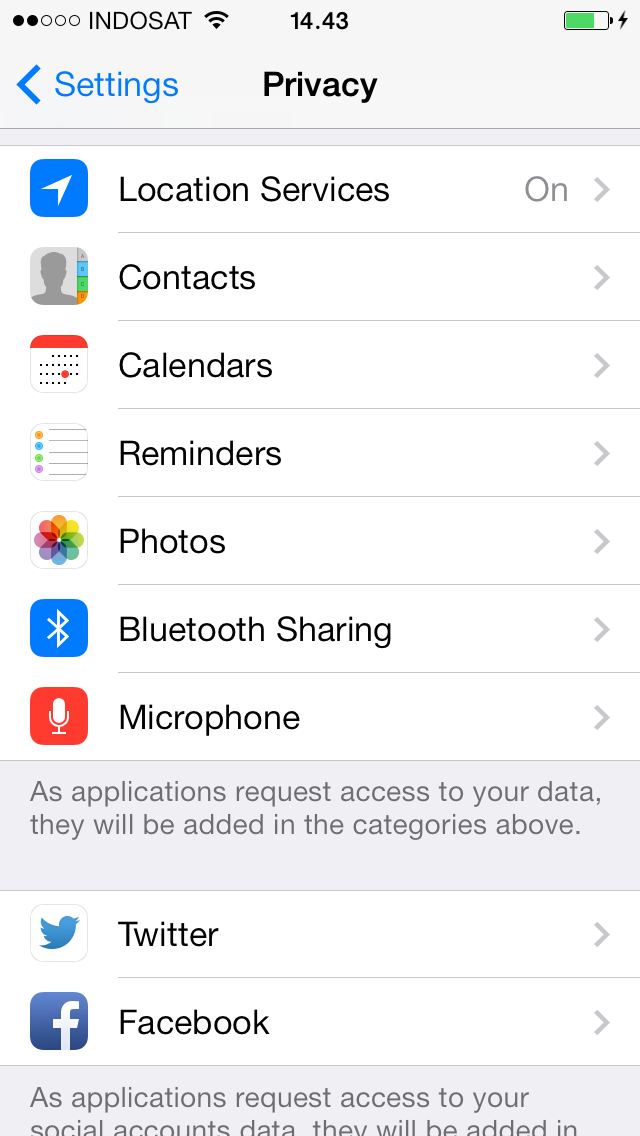 INDOSAT 14.43
Settings Privacy
Location Services On
Contacts
Calendars
Reminders
Photos
Bluetooth Sharing
Microphone
As applications request access to your data,
they will be added in the categories above.
Twitter
Facebook
As applications request access to your
social accounts data, they will be added in